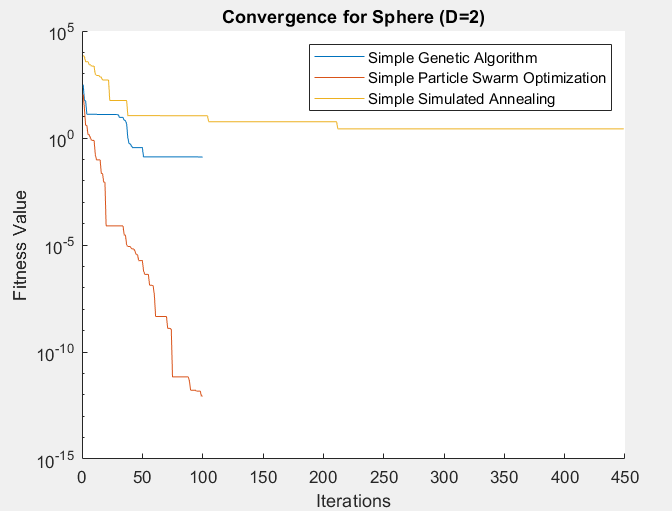 Convergence for Sphere (D=2)
Simple Genetic Algorithm
Simple Particle Swarm Optimization
Simple Simulated Annealing
Fitness Value
10^5
10^0
10^-5
10^-10
10^-15
0 50 100 150 200 250 300 350 400 450
Iterations